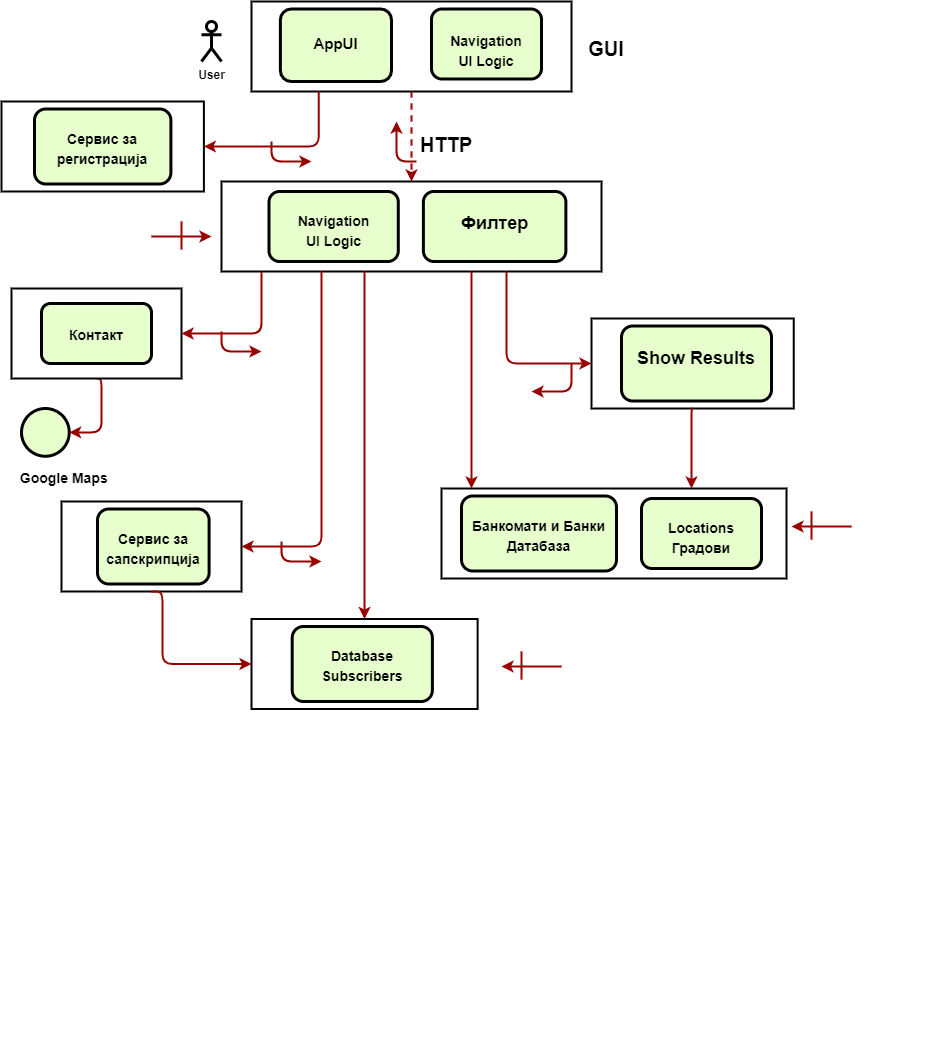 AppUI
Navigation
UI Logic
GUI
User
Сервис за
регистрација
HTTP
Navigation
UI Logic
Филтер
Контакт
Show Results
Google Maps
Банкомати и Банки
Датабаза
Locations
Градови
Сервис за
сапскрипција
Database
Subscribers